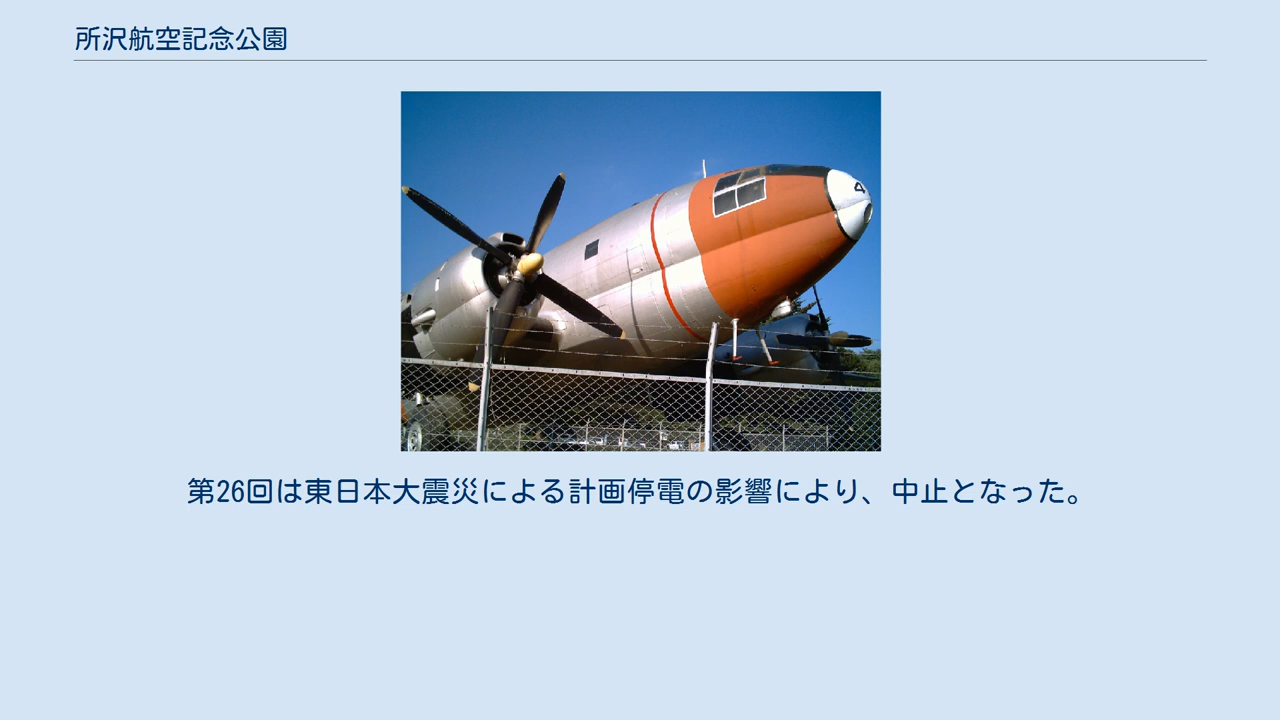 所沢航空記念公園
4
第26回は東日本大震災による計画停電の影響により、中止となった。